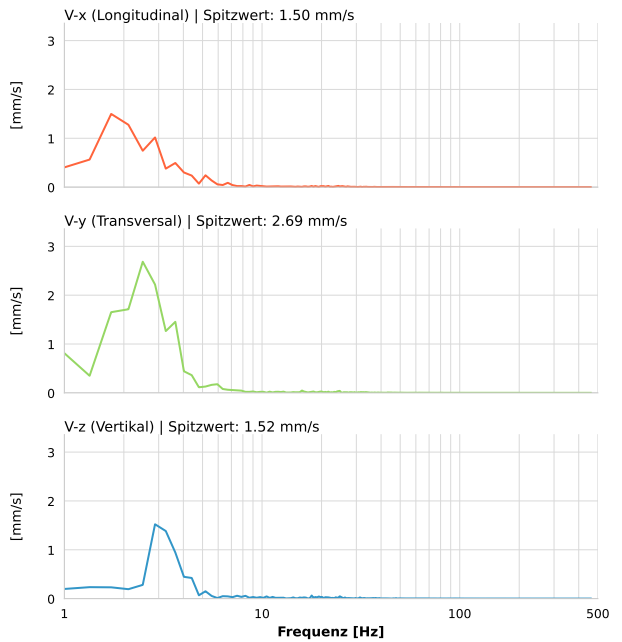 V-x (Longitudinal) | Spitzwert: 1.50 mm/s
3
2
1
0
[mm/s]
V-y (Transversal) | Spitzwert: 2.69 mm/s
3
2
1
0
[mm/s]
V-z (Vertikal) | Spitzwert: 1.52 mm/s
3
2
1
0
[mm/s]
1 10 100 500
Frequenz [Hz]